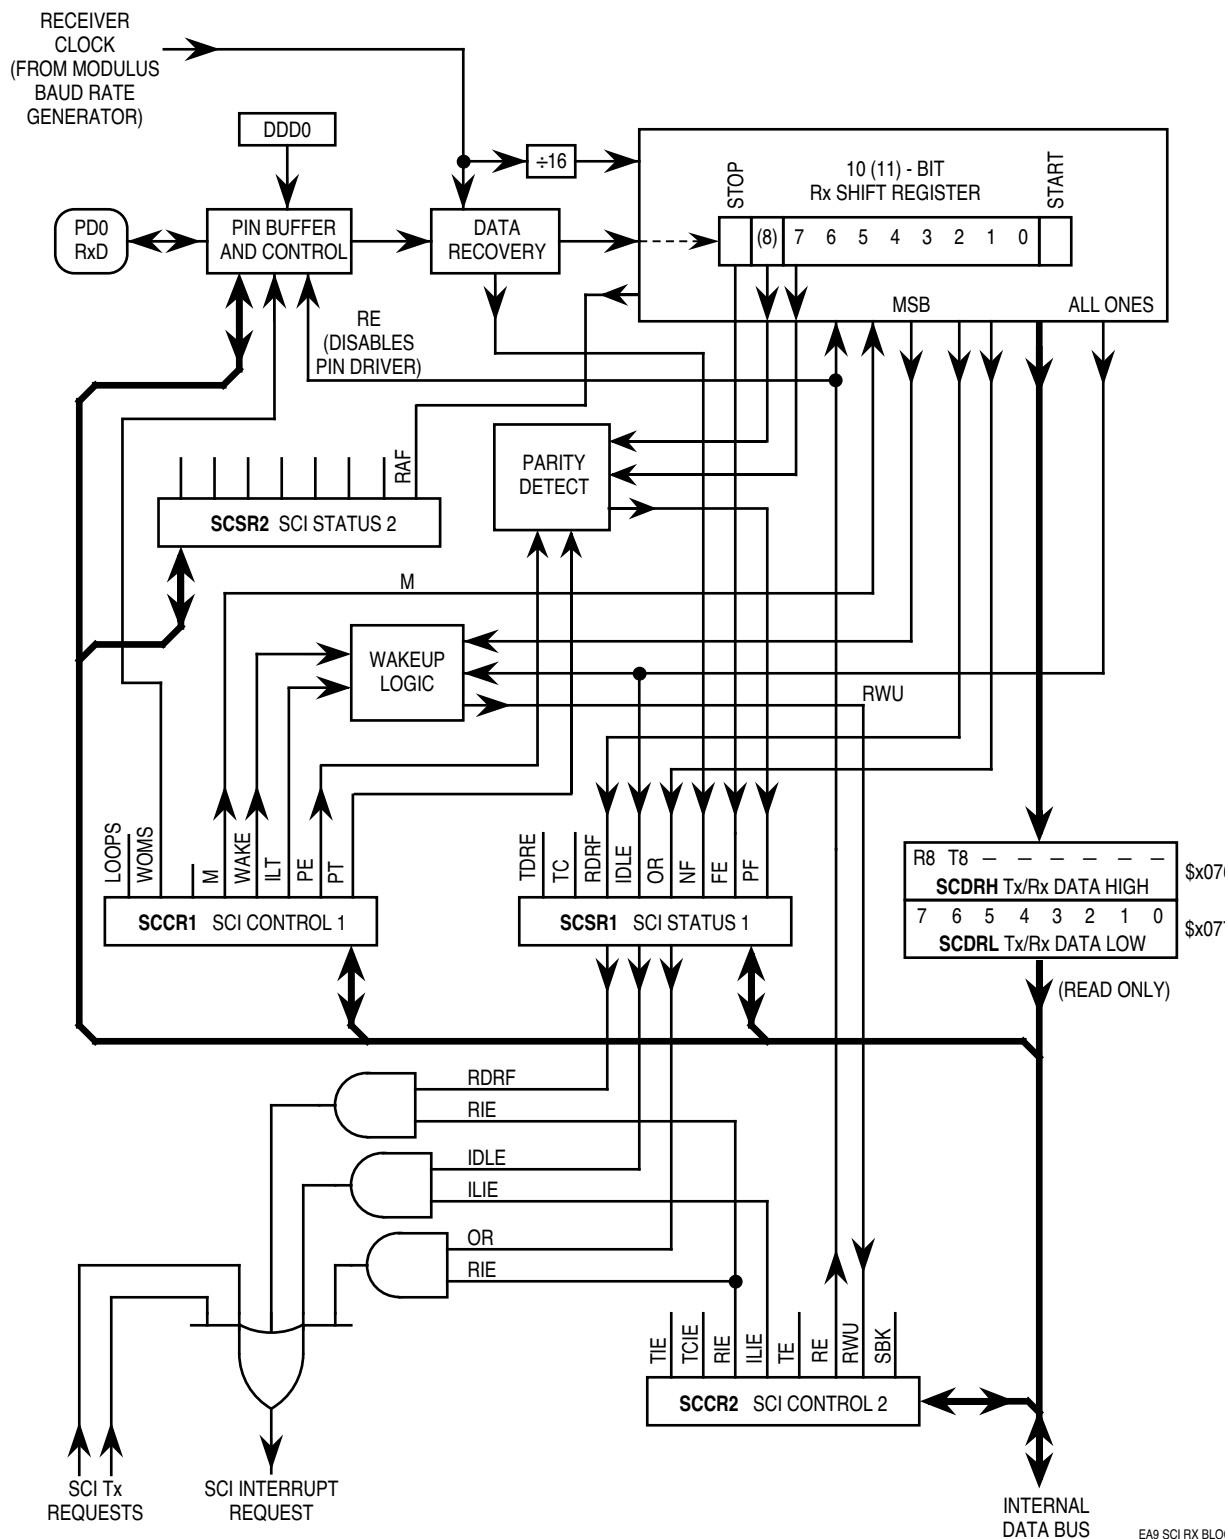 RECEIVER
CLOCK
(FROM MODULUS
BAUD RATE
GENERATOR)
DDD0
÷16
STOP
10 (11) - BIT
Rx SHIFT REGISTER
START
PD0
RxD
PIN BUFFER
AND CONTROL
DATA
RECOVERY
(8) 7 6 5 4 3 2 1 0
MSB
ALL ONES
RE
(DISABLES
PIN DRIVER)
RAF
SCSR2 SCI STATUS 2
PARITY
DETECT
M
WAKEUP
LOGIC
RWU
LOOPS
WOMS
M
WAKE
ILT
PE
PT
SCCR1 SCI CONTROL 1
TDRE
TC
RDRF
IDLE
OR
NF
FE
PF
SCSR1 SCI STATUS 1
R8 T8 – – – – – –
SCDRH Tx/Rx DATA HIGH
7 6 5 4 3 2 1 0
SCDRL Tx/Rx DATA LOW
(READ ONLY)
RDRF
RIE
IDLE
ILIE
OR
RIE
TIE
TCIE
RIE
ILIE
TE
RE
RWU
SBK
SCCR2 SCI CONTROL 2
SCI Tx
REQUESTS
SCI INTERRUPT
REQUEST
INTERNAL
DATA BUS
EA9 SCI RX